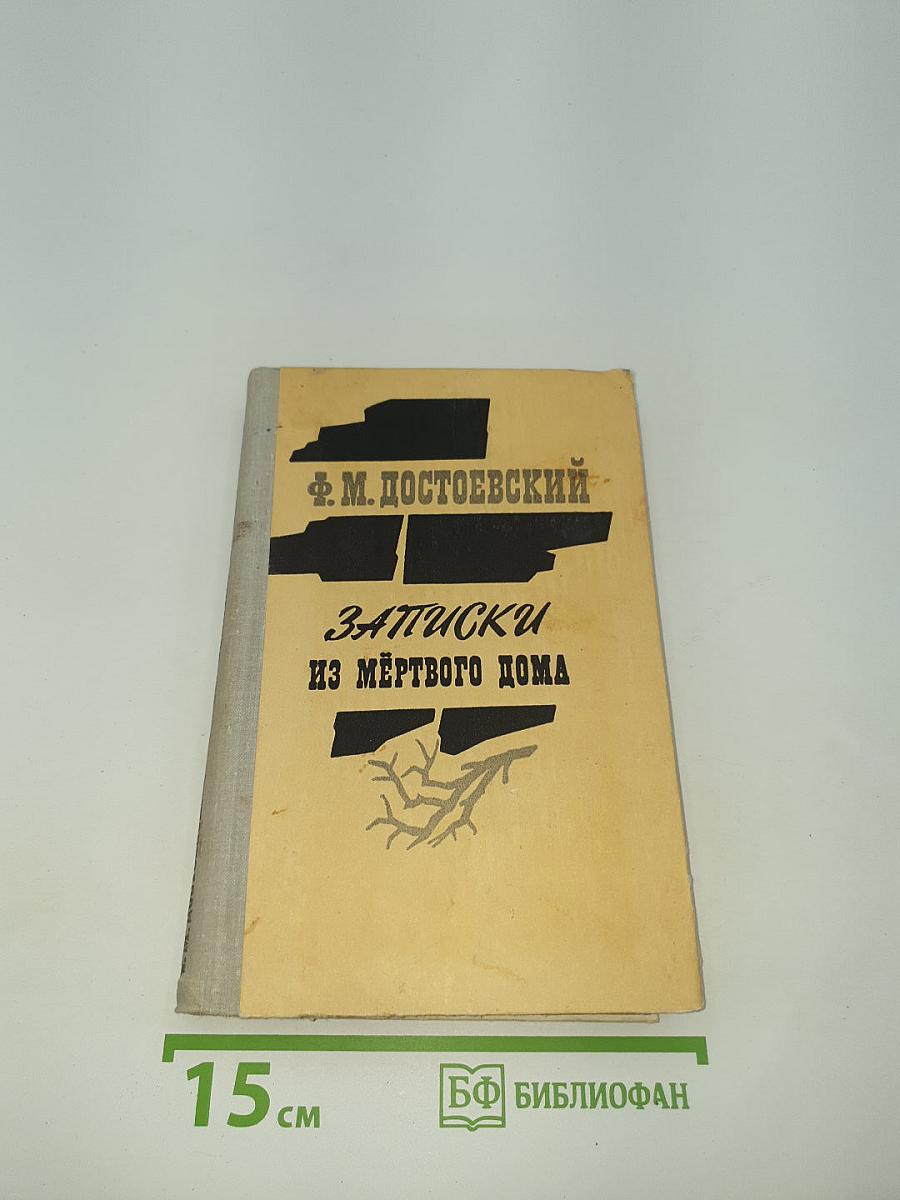 Ф. М. ДОСТОЕВСКИЙ
ЗАПИСКИ
ИЗ МЁРТВОГО ДОМА
15 см
БФ БИБЛИОФАН